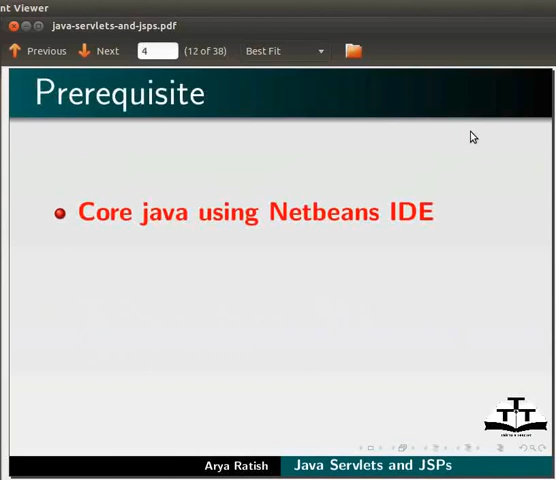 nt Viewer
java-servlets-and-jsps.pdf
Previous Next 4 (12 of 38) Best Fit
Prerequisite
Core java using Netbeans IDE
Arya Ratish Java Servlets and JSPs